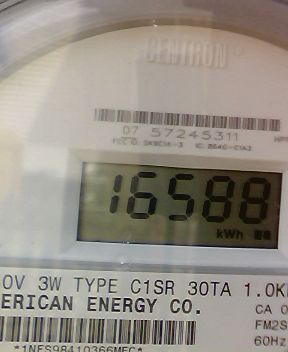 CENTRON
07 57245311
16588
kWh
0V 3W TYPE C1SR 30TA 1.0K
ERICAN ENERGY CO.
CA 0
FM2S
60Hz